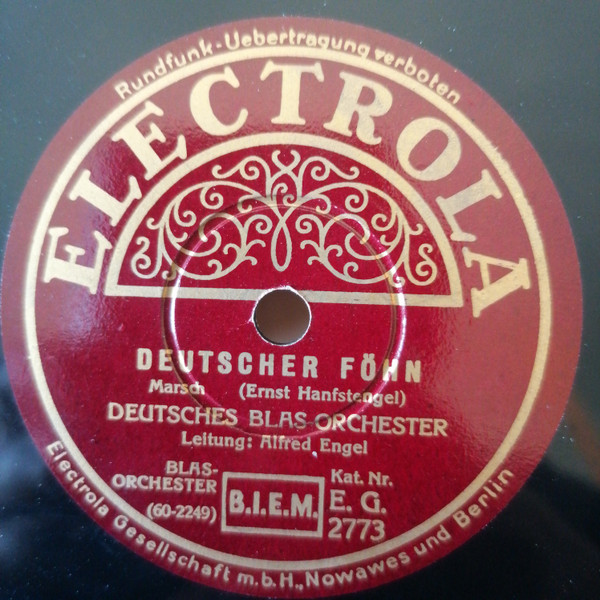 Rundfunk-Uebertragung verboten
ELECTROLA
DEUTSCHER FÖHN
Marsch (Ernst Hanfstengel)
DEUTSCHES BLAS-ORCHESTER
Leitung: Alfred Engel
BLAS-
ORCHESTER
(60-2249)
B.I.E.M.
Kat. Nr.
E. G.
2773
Electrola Gesellschaft m.b.H., Nowawes und Berlin